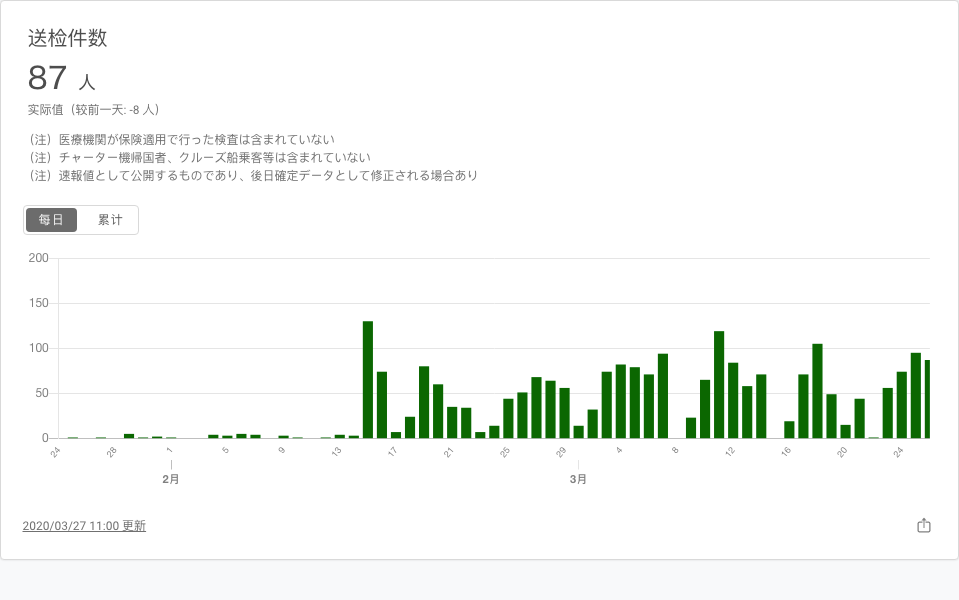 送检件数
87 人
实际值（较前一天: -8 人）
（注）医療機関が保険適用で行った検査は含まれていない
（注）チャーター機帰国者、クルーズ船乗客等は含まれていない
（注）速報値として公開するものであり、後日確定データとして修正される場合あり
每日 累计
200
150
100
50
0
24 28 1 5 9 13 17 21 25 29 4 8 12 16 20 24
2月 3月
2020/03/27 11:00 更新